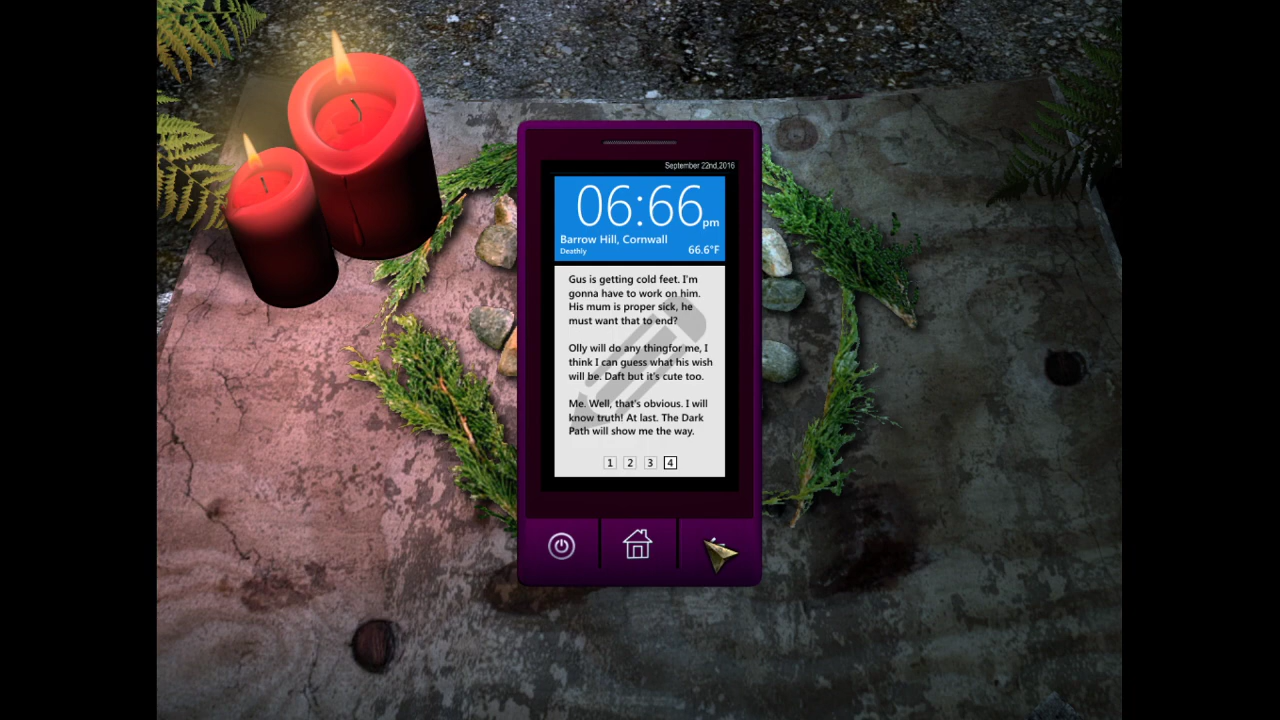 September 22nd,2016
06:66pm
Barrow Hill, Cornwall
Deathly 66.6°F
Gus is getting cold feet. I'm
gonna have to work on him.
His mum is proper sick, he
must want that to end?
Olly will do any thingfor me, I
think I can guess what his wish
will be. Daft but it's cute too.
Me. Well, that's obvious. I will
know truth! At last. The Dark
Path will show me the way.
1 2 3 4